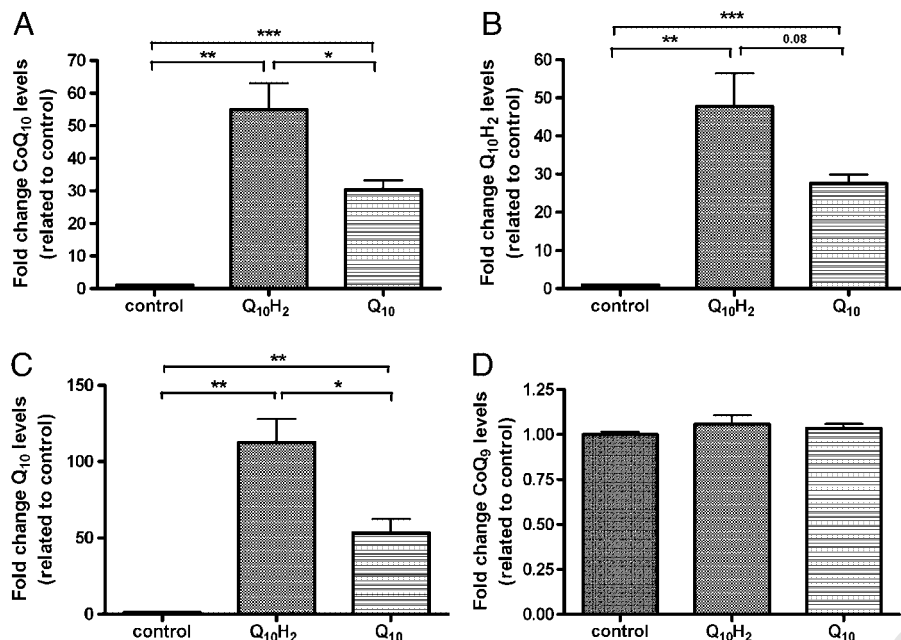 A
***
** *
Fold change CoQ10 levels
(related to control)
70
60
50
40
30
20
10
0
control Q10H2 Q10
B
***
** 0.08
Fold change Q10H2 levels
(related to control)
60
50
40
30
20
10
0
control Q10H2 Q10
C
**
** *
Fold change Q10 levels
(related to control)
150
100
50
0
control Q10H2 Q10
D
Fold change CoQ9 levels
(related to control)
1.25
1.00
0.75
0.50
0.25
0.00
control Q10H2 Q10